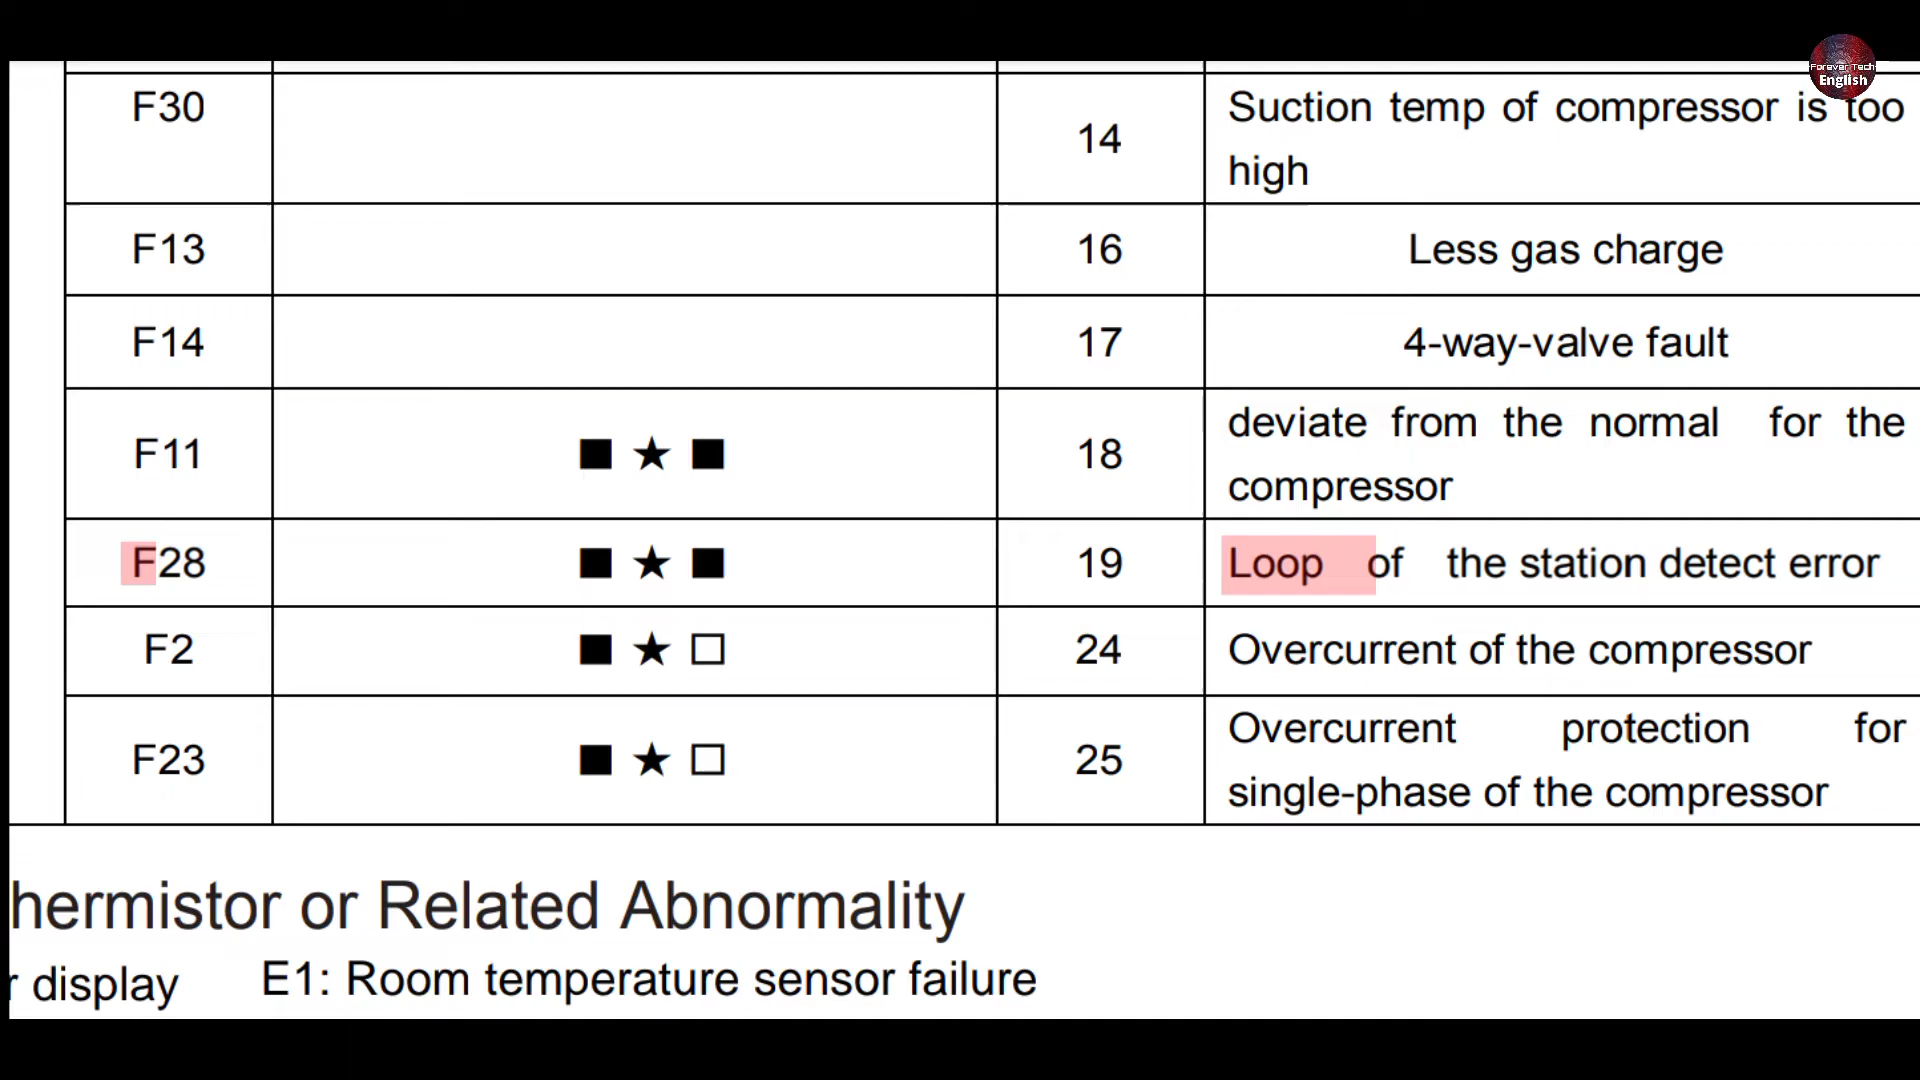 Forever Tech
English
F30
14
Suction temp of compressor is too
high
F13
16
Less gas charge
F14
17
4-way-valve fault
F11
■ ★ ■
18
deviate from the normal for the
compressor
F28
■ ★ ■
19
Loop of the station detect error
F2
■ ★ □
24
Overcurrent of the compressor
F23
■ ★ □
25
Overcurrent protection for
single-phase of the compressor
hermistor or Related Abnormality
r display E1: Room temperature sensor failure